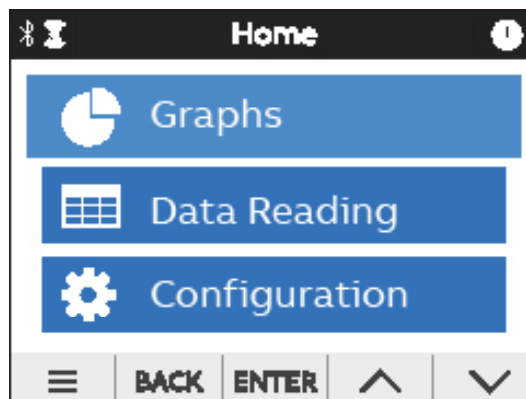 Home
Graphs
Data Reading
Configuration
BACK ENTER